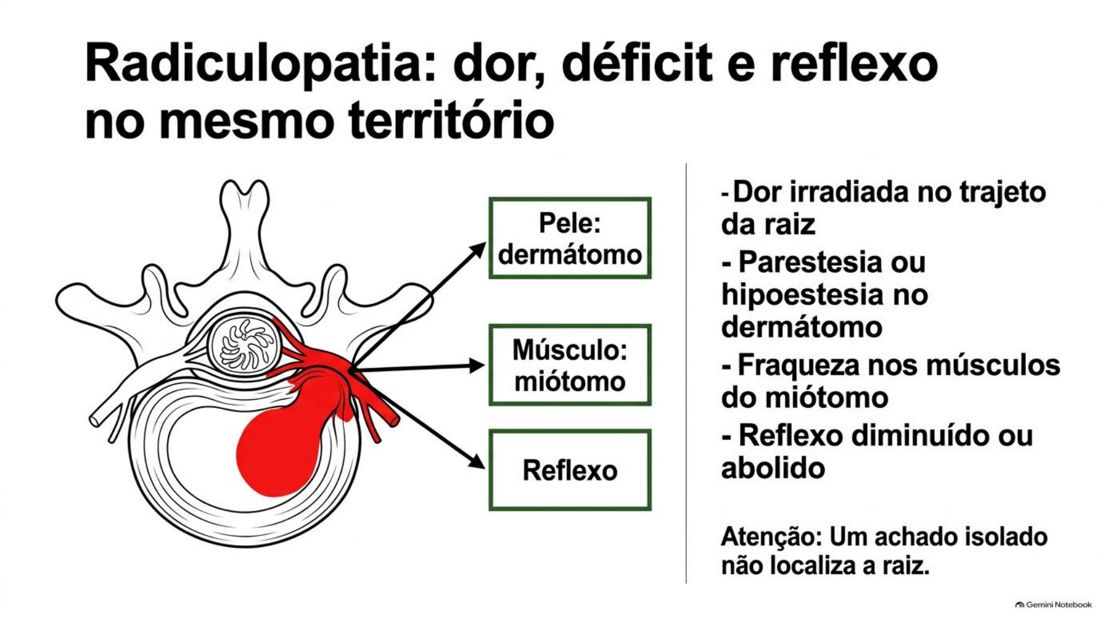 Radiculopatia: dor, déficit e reflexo
no mesmo território
Pele:
dermátomo
Músculo:
miótomo
Reflexo
-Dor irradiada no trajeto
da raiz
- Parestesia ou
hipoestesia no
dermátomo
- Fraqueza nos músculos
do miótomo
- Reflexo diminuído ou
abolido
Atenção: Um achado isolado
não localiza a raiz.
Gemini Notebook